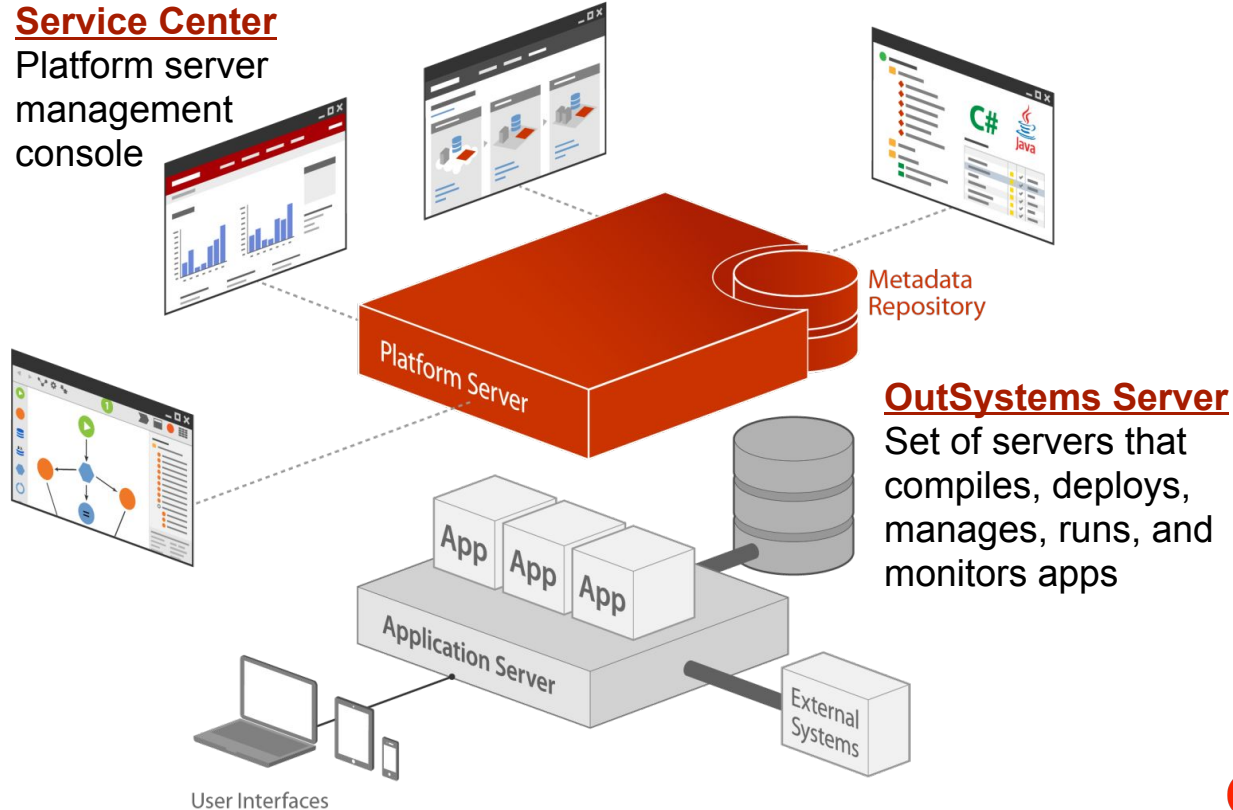 Service Center
Platform server
management
console
C#
Java
Metadata
Repository
Platform Server
OutSystems Server
Set of servers that
compiles, deploys,
manages, runs, and
monitors apps
1
=
App
App
App
Application Server
External
Systems
User Interfaces